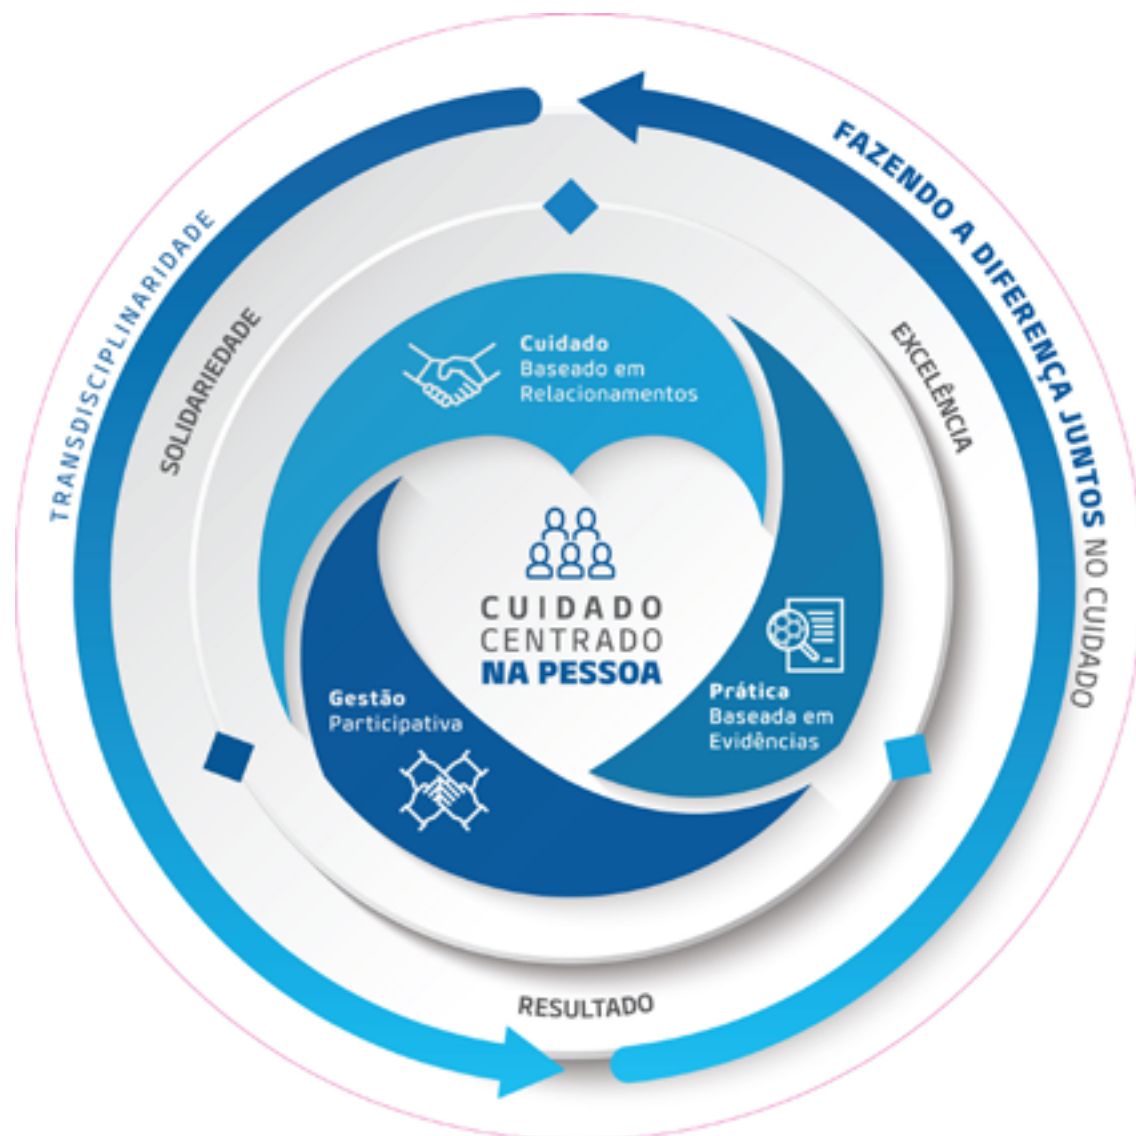 FAZENDO A DIFERENÇA JUNTOS NO CUIDADO
TRANSDISCIPLINARIDADE
SOLIDARIEDADE
EXCELÊNCIA
Cuidado
Baseado em
Relacionamentos
CUIDADO
CENTRADO
NA PESSOA
Gestão
Participativa
Prática
Baseada em
Evidências
RESULTADO